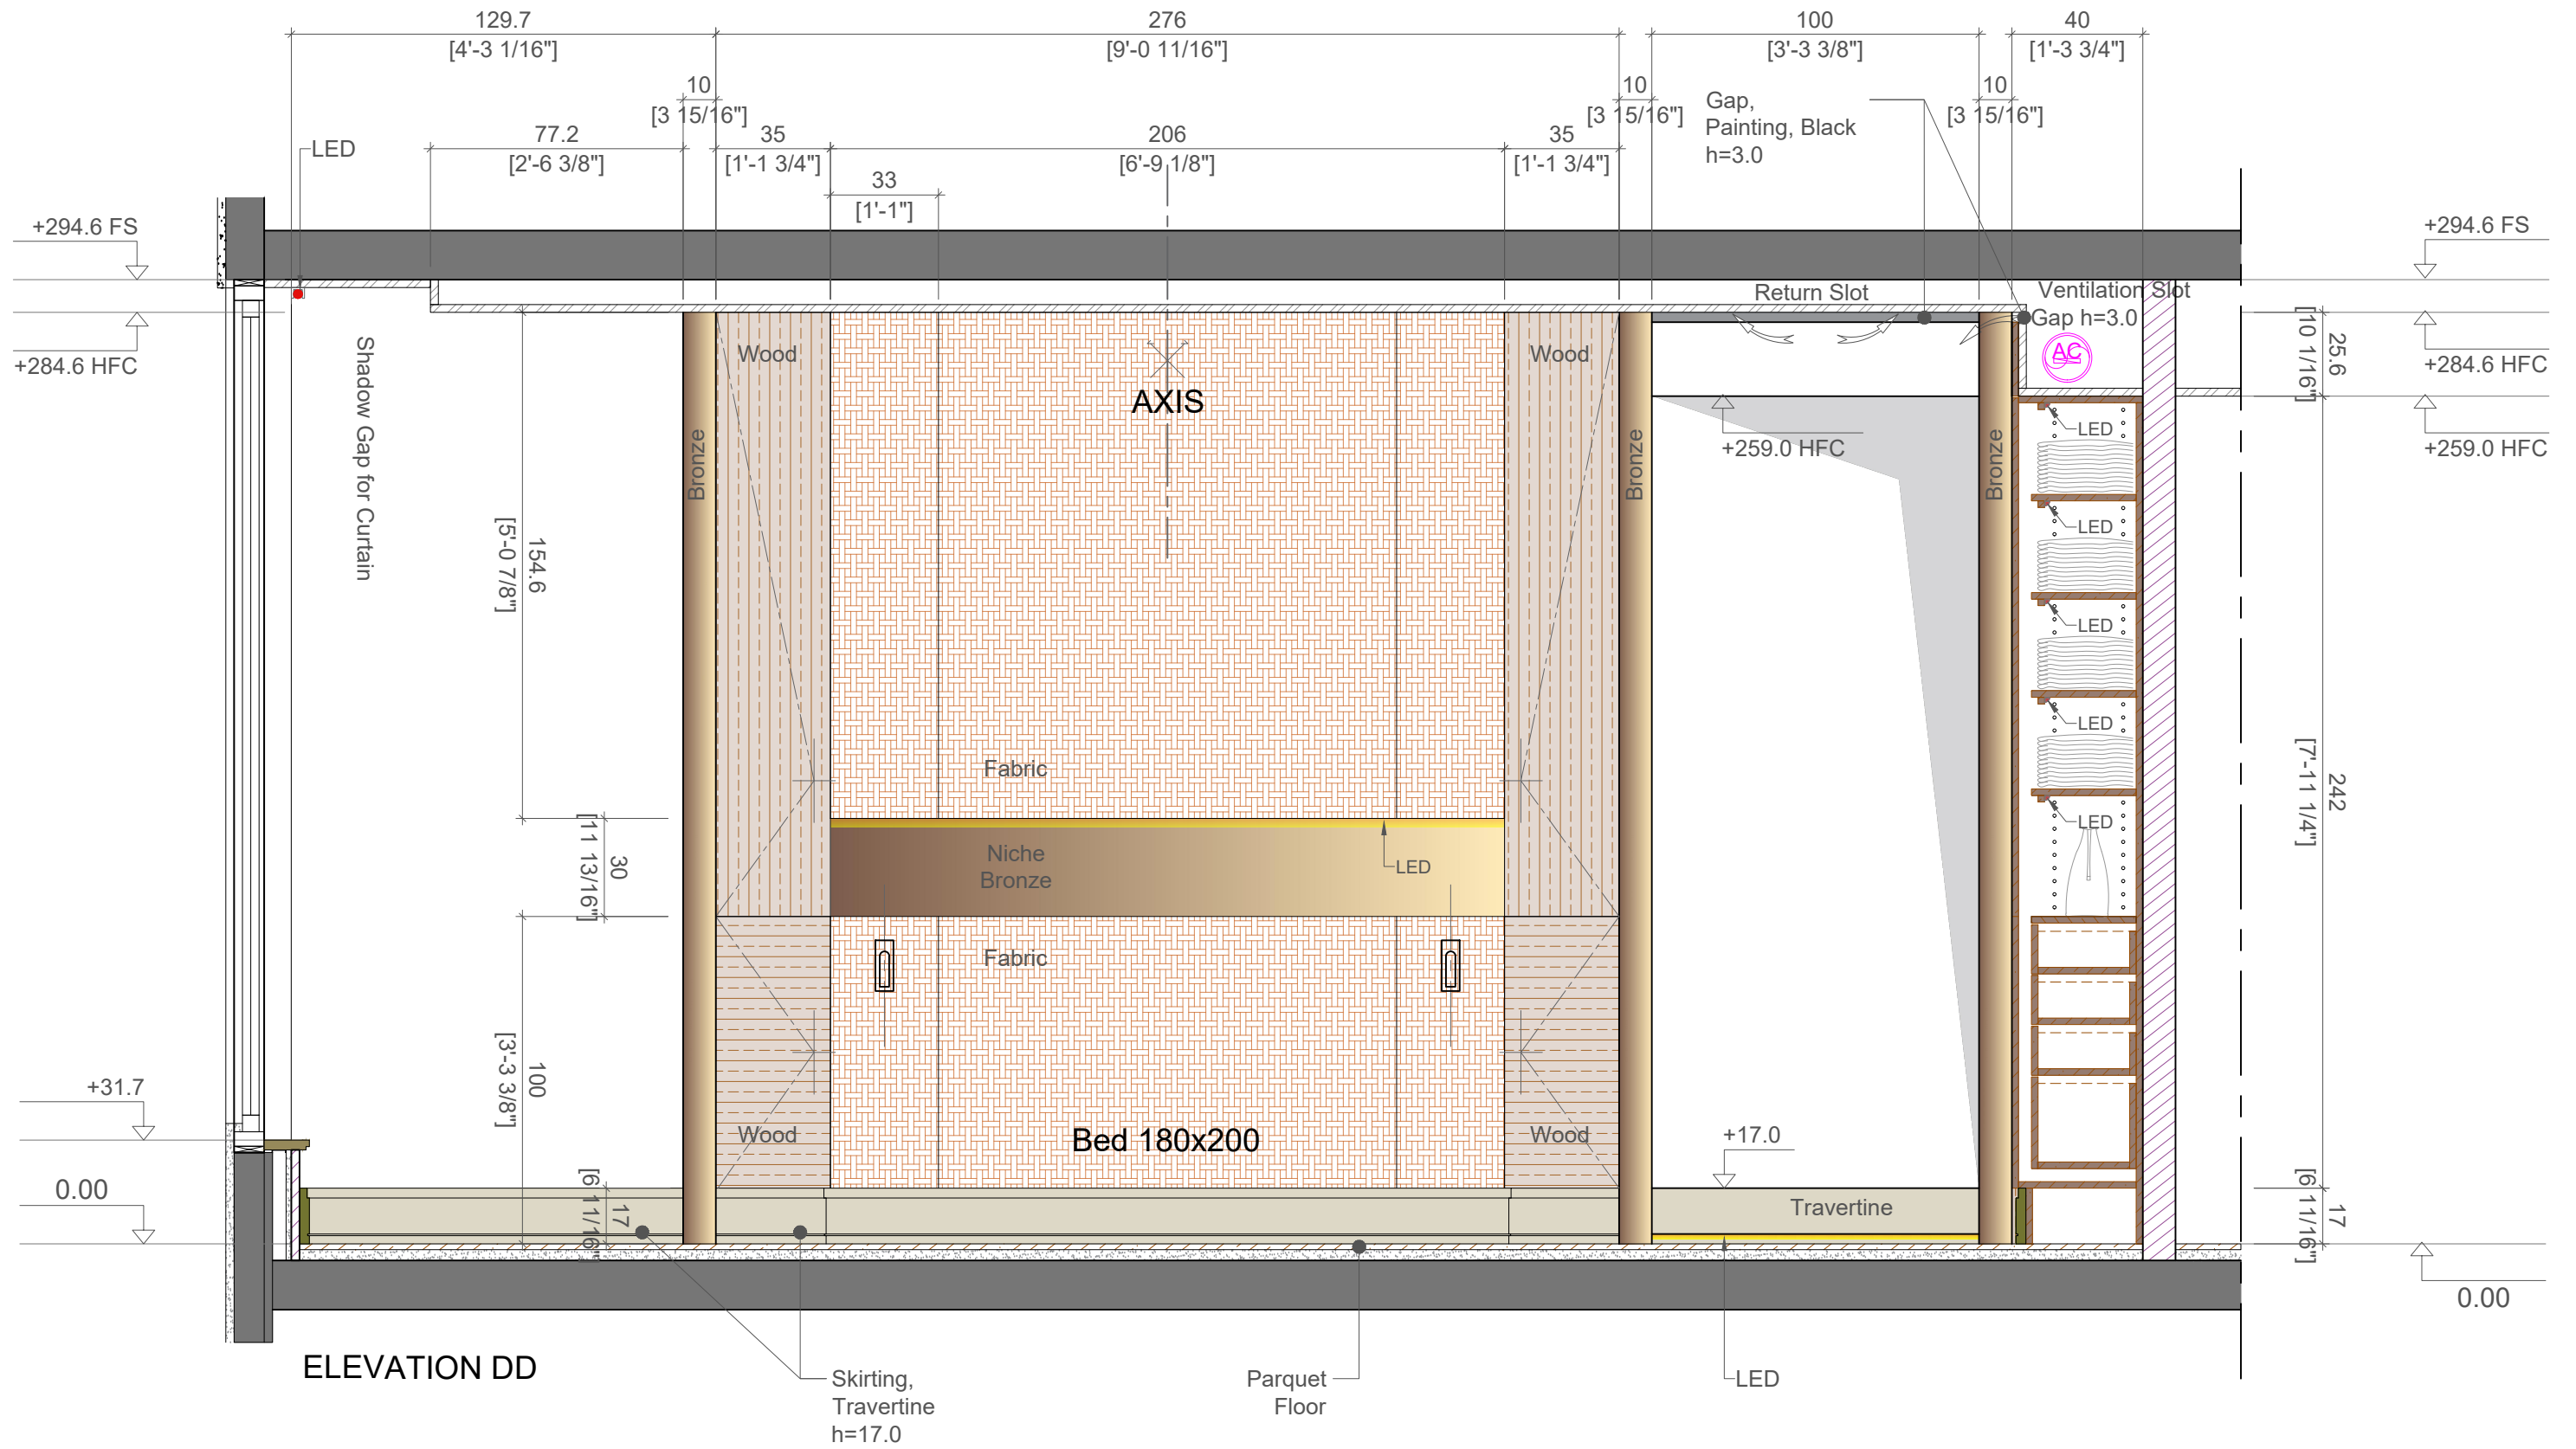 129.7
[4'-3 1/16"]
276
[9'-0 11/16"]
100
[3'-3 3/8"]
40
[1'-3 3/4"]
10
[3 15/16"]
10
[3 15/16"]
10
[3 15/16"]
Gap,
Painting, Black
h=3.0
LED
77.2
[2'-6 3/8"]
35
[1'-1 3/4"]
206
[6'-9 1/8"]
35
[1'-1 3/4"]
33
[1'-1"]
+294.6 FS
+294.6 FS
+284.6 HFC
+284.6 HFC
+259.0 HFC
+259.0 HFC
Return Slot
Ventilation Slot
Gap h=3.0
AC
25.6
[10 1/16"]
Shadow Gap for Curtain
Wood
Wood
AXIS
Bronze
Bronze
Bronze
LED
LED
LED
LED
LED
154.6
[5'-0 7/8"]
Fabric
242
[7'-11 1/4"]
30
[11 13/16"]
Niche
Bronze
LED
Fabric
100
[3'-3 3/8"]
+31.7
Wood
Bed 180x200
Wood
+17.0
0.00
17
[6 11/16"]
Travertine
17
[6 11/16"]
0.00
ELEVATION DD
Skirting,
Travertine
h=17.0
Parquet
Floor
LED